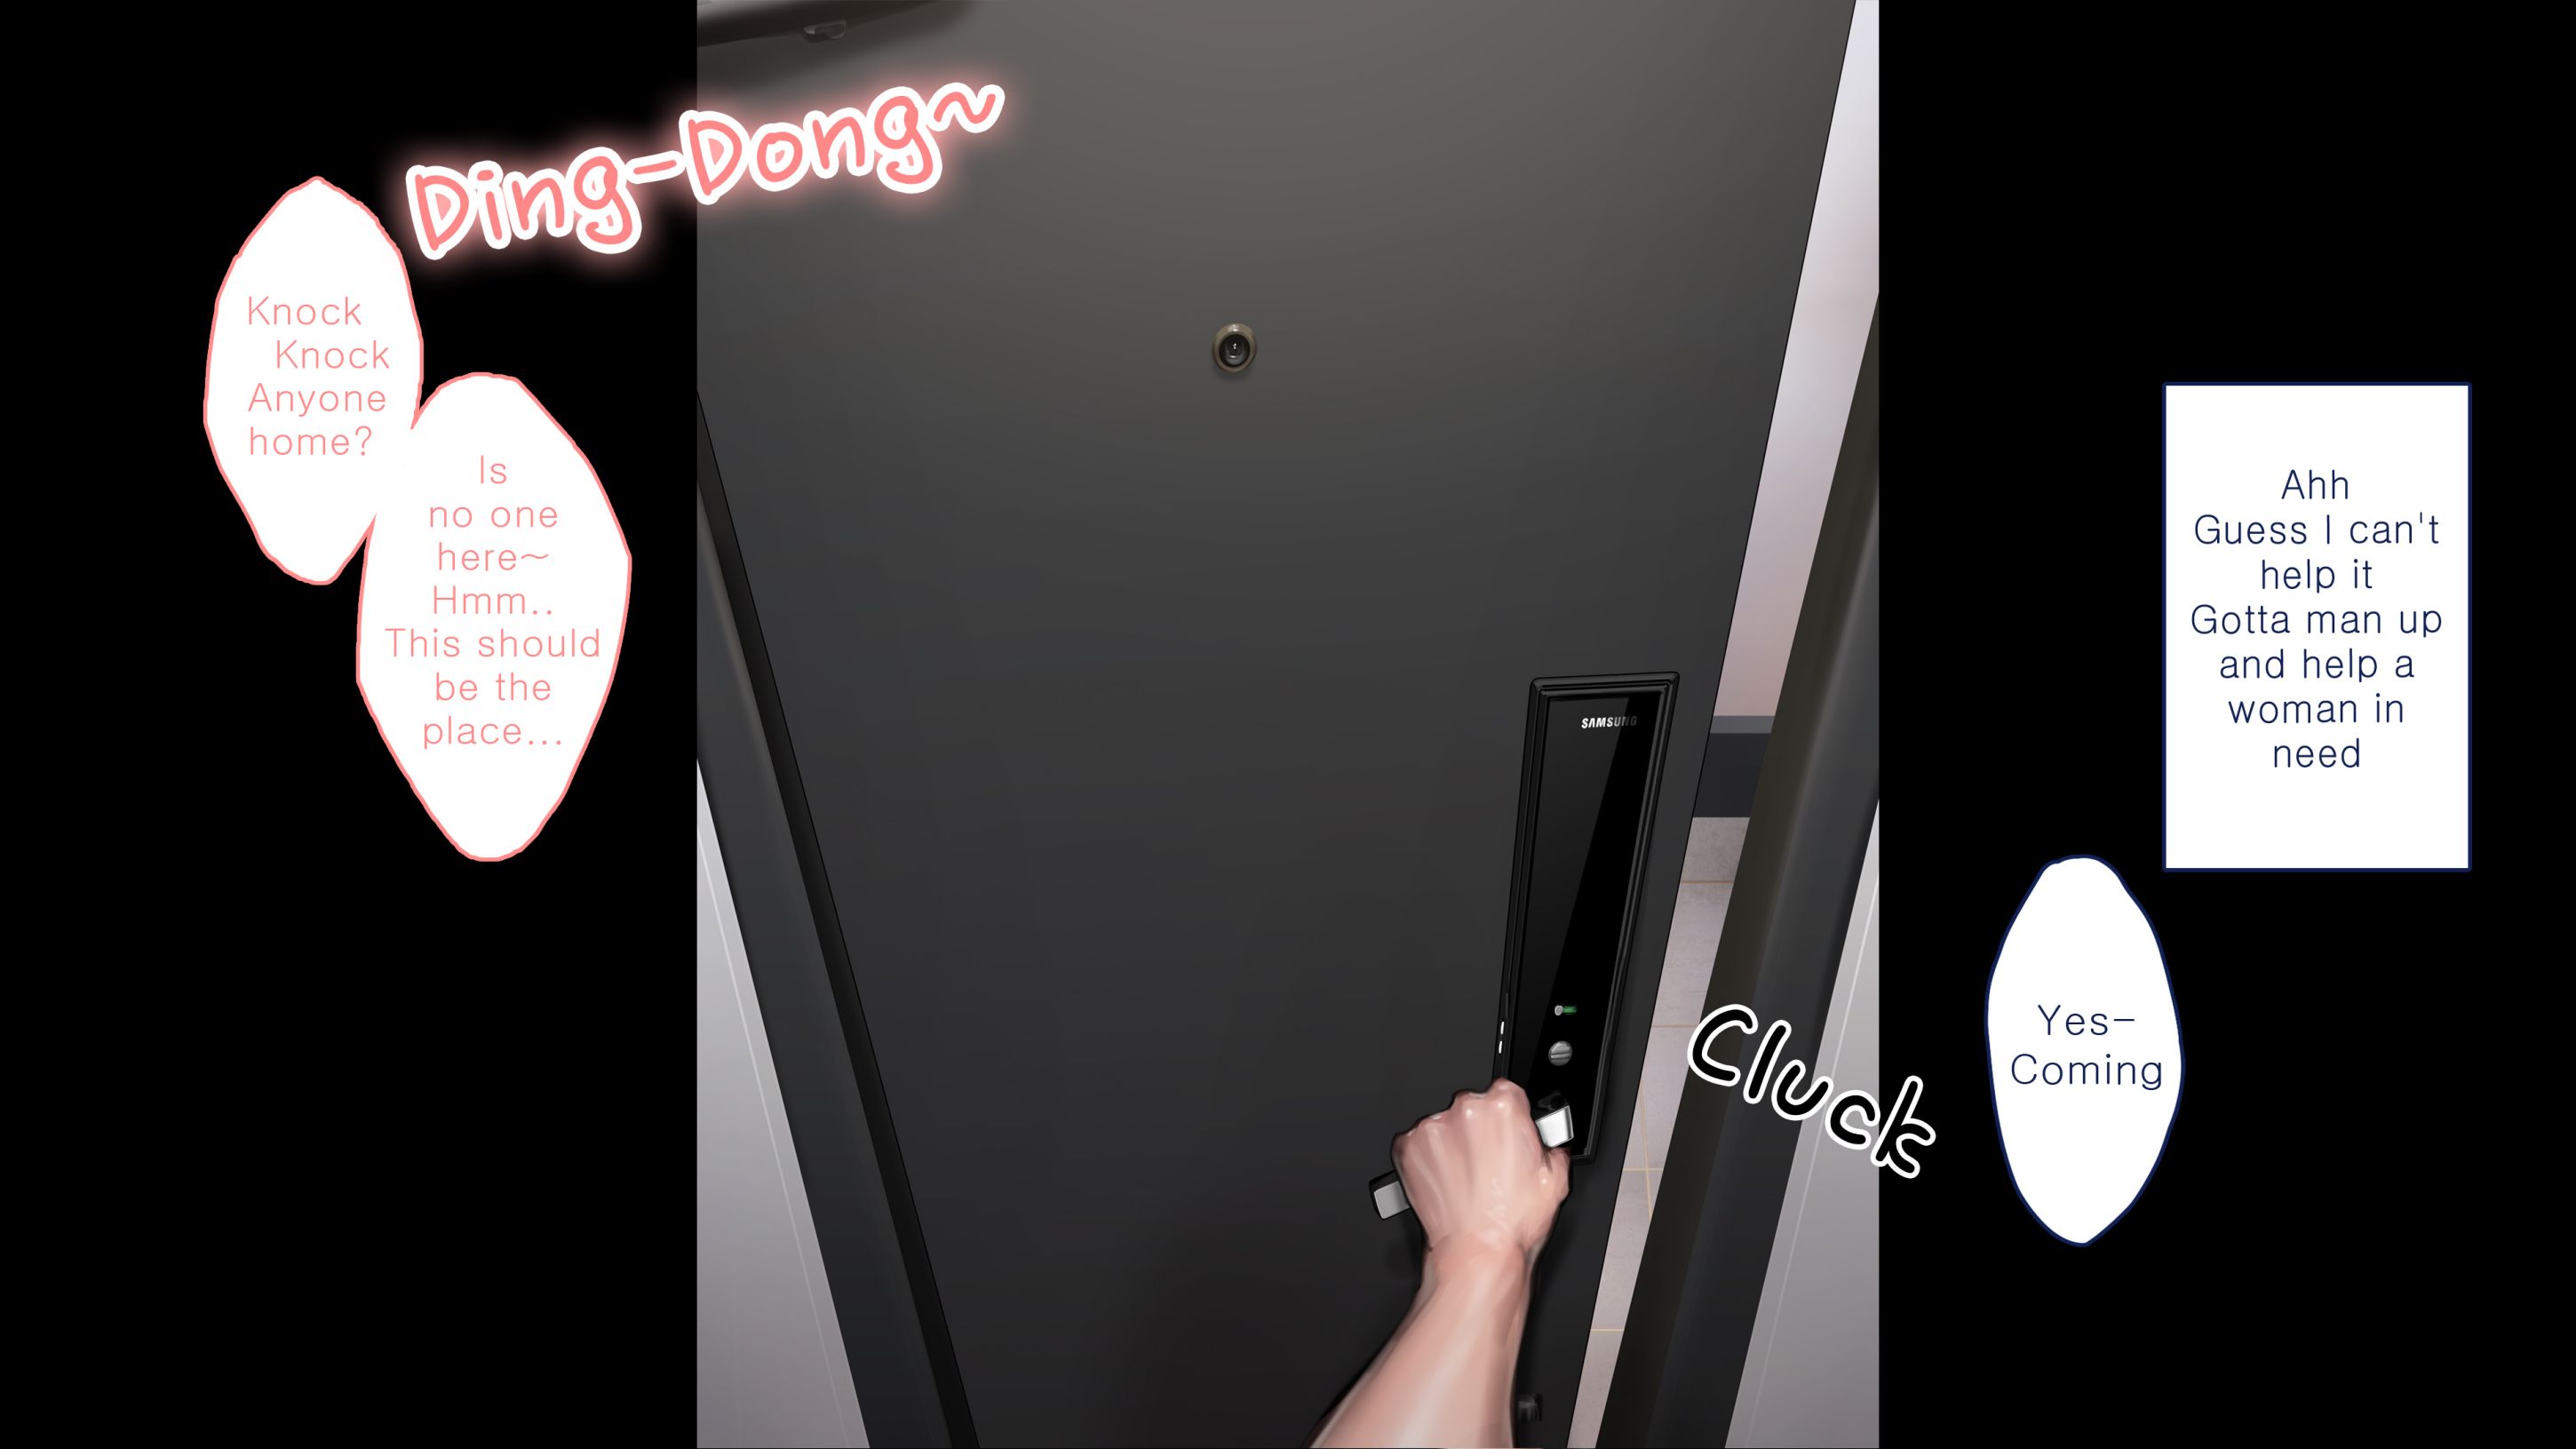 Ding-Dong~
Knock
Knock
Anyone
home?
Is
no one
here~
Hmm..
This should
be the
place...
SAMSUNG
Ahh
Guess I can't
help it
Gotta man up
and help a
woman in
need
Cluck
Yes-
Coming